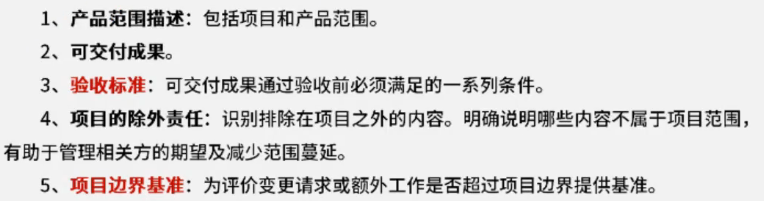 1、产品范围描述：包括项目和产品范围。
2、可交付成果。
3、验收标准：可交付成果通过验收前必须满足的一系列条件。
4、项目的除外责任：识别排除在项目之外的内容。明确说明哪些内容不属于项目范围，
有助于管理相关方的期望及减少范围蔓延。
5、项目边界基准：为评价变更请求或额外工作是否超过项目边界提供基准。